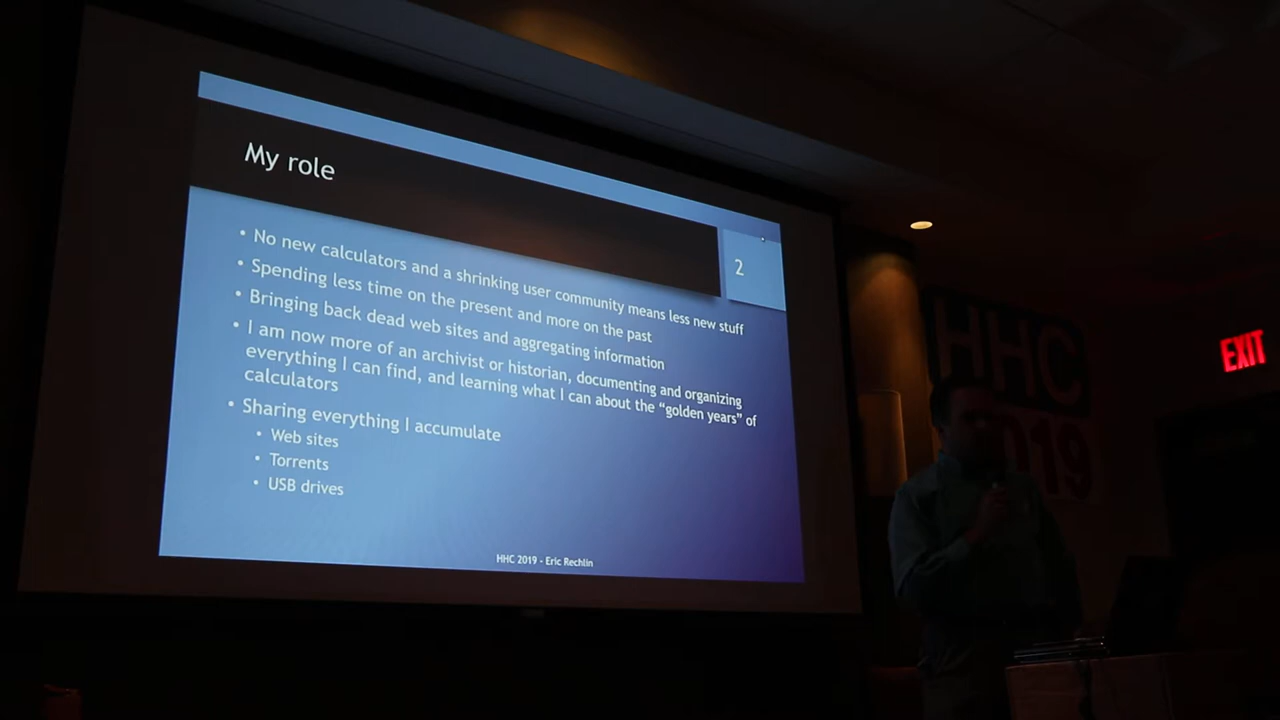 My role
2
• No new calculators and a shrinking user community means less new stuff
• Spending less time on the present and more on the past
• Bringing back dead web sites and aggregating information
• I am now more of an archivist or historian, documenting and organizing
everything I can find, and learning what I can about the “golden years” of
calculators
• Sharing everything I accumulate
• Web sites
• Torrents
• USB drives
HHC 2019 - Eric Rechlin
HHC
2019
EXIT